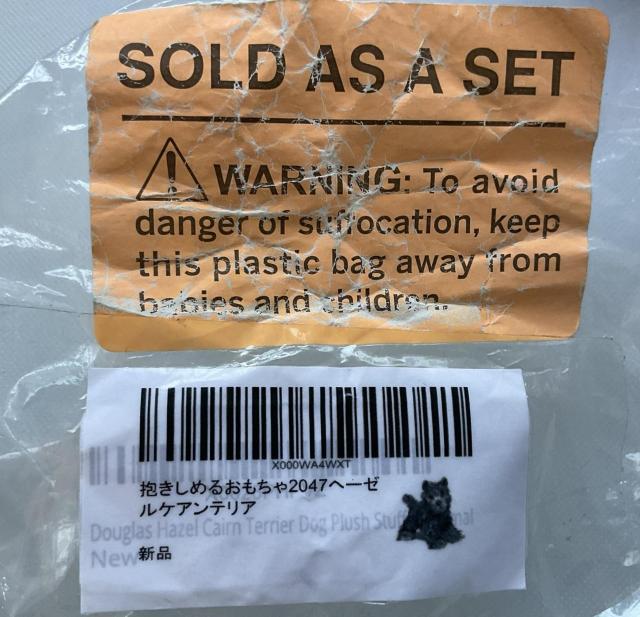 SOLD AS A SET
WARNING: To avoid
danger of suffocation, keep
this plastic bag away from
babies and children.
X000WA4WXT
抱きしめるおもちゃ2047ヘーゼ
ルケアンテリア
Douglas Hazel Cairn Terrier Dog Plush Stuff mal
New
新品